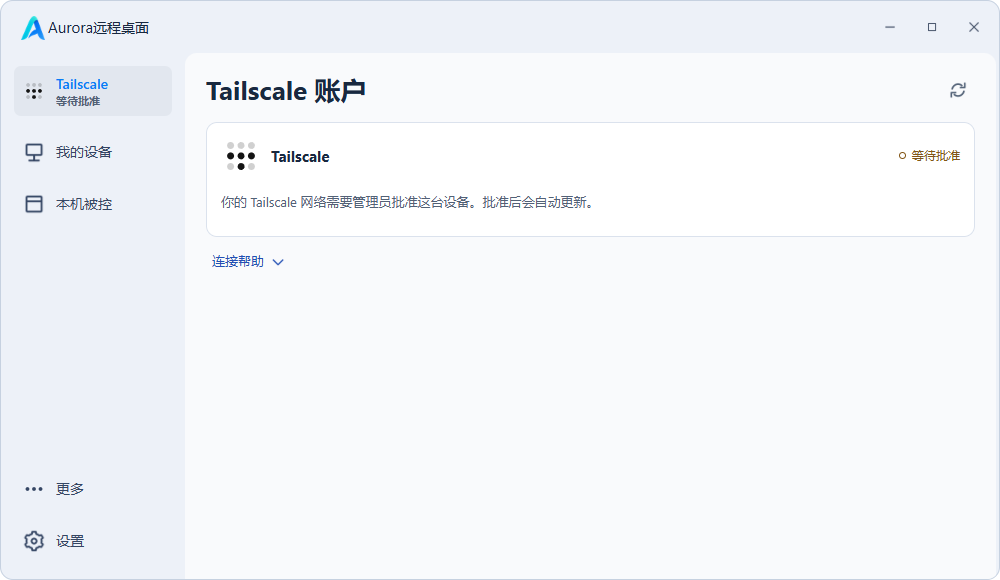 Aurora远程桌面
Tailscale
等待批准
我的设备
本机被控
更多
设置
Tailscale 账户
Tailscale
等待批准
你的 Tailscale 网络需要管理员批准这台设备。批准后会自动更新。
连接帮助